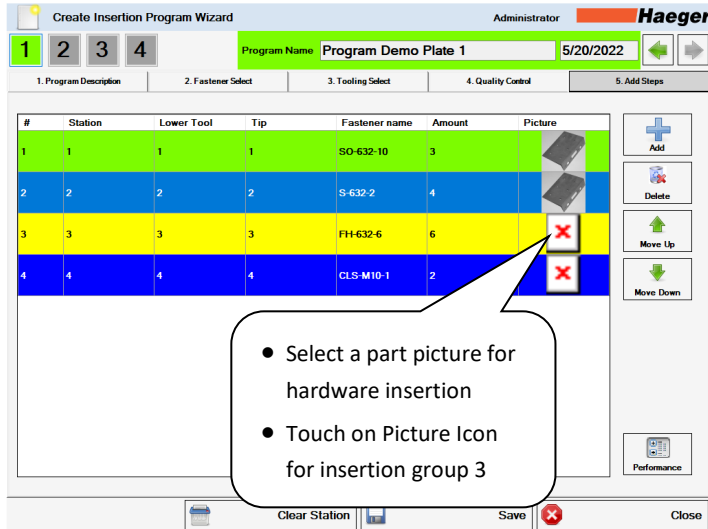 Create Insertion Program Wizard Administrator Haeger
1 2 3 4 Program Name Program Demo Plate 1 5/20/2022
1. Program Description 2. Fastener Select 3. Tooling Select 4. Quality Control 5. Add Steps
# Station Lower Tool Tip Fastener name Amount Picture
1 1 1 1 SO-632-10 3
2 2 2 2 S-632-2 4
3 3 3 3 FH-632-6 6
4 4 4 4 CLS-M10-1 2
Add
Delete
Move Up
Move Down
• Select a part picture for
hardware insertion
• Touch on Picture Icon
for insertion group 3
Performance
Clear Station Save Close